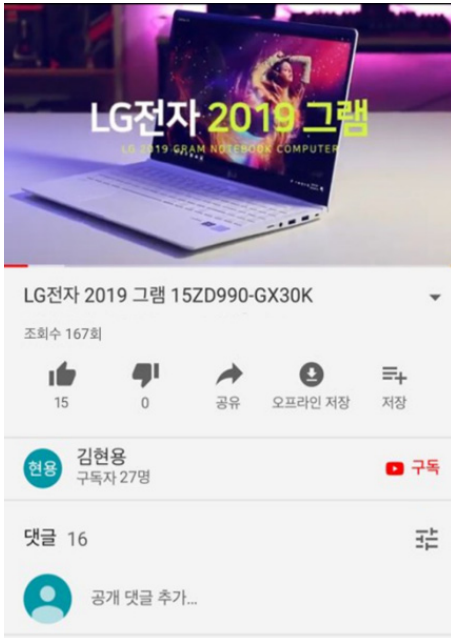 LG전자 2019 그램
LG 2019 GRAM NOTEBOOK COMPUTER
LG전자 2019 그램 15ZD990-GX30K
조회수 167회
15
0
공유
오프라인 저장
저장
현용
김현용
구독자 27명
구독
댓글 16
공개 댓글 추가...